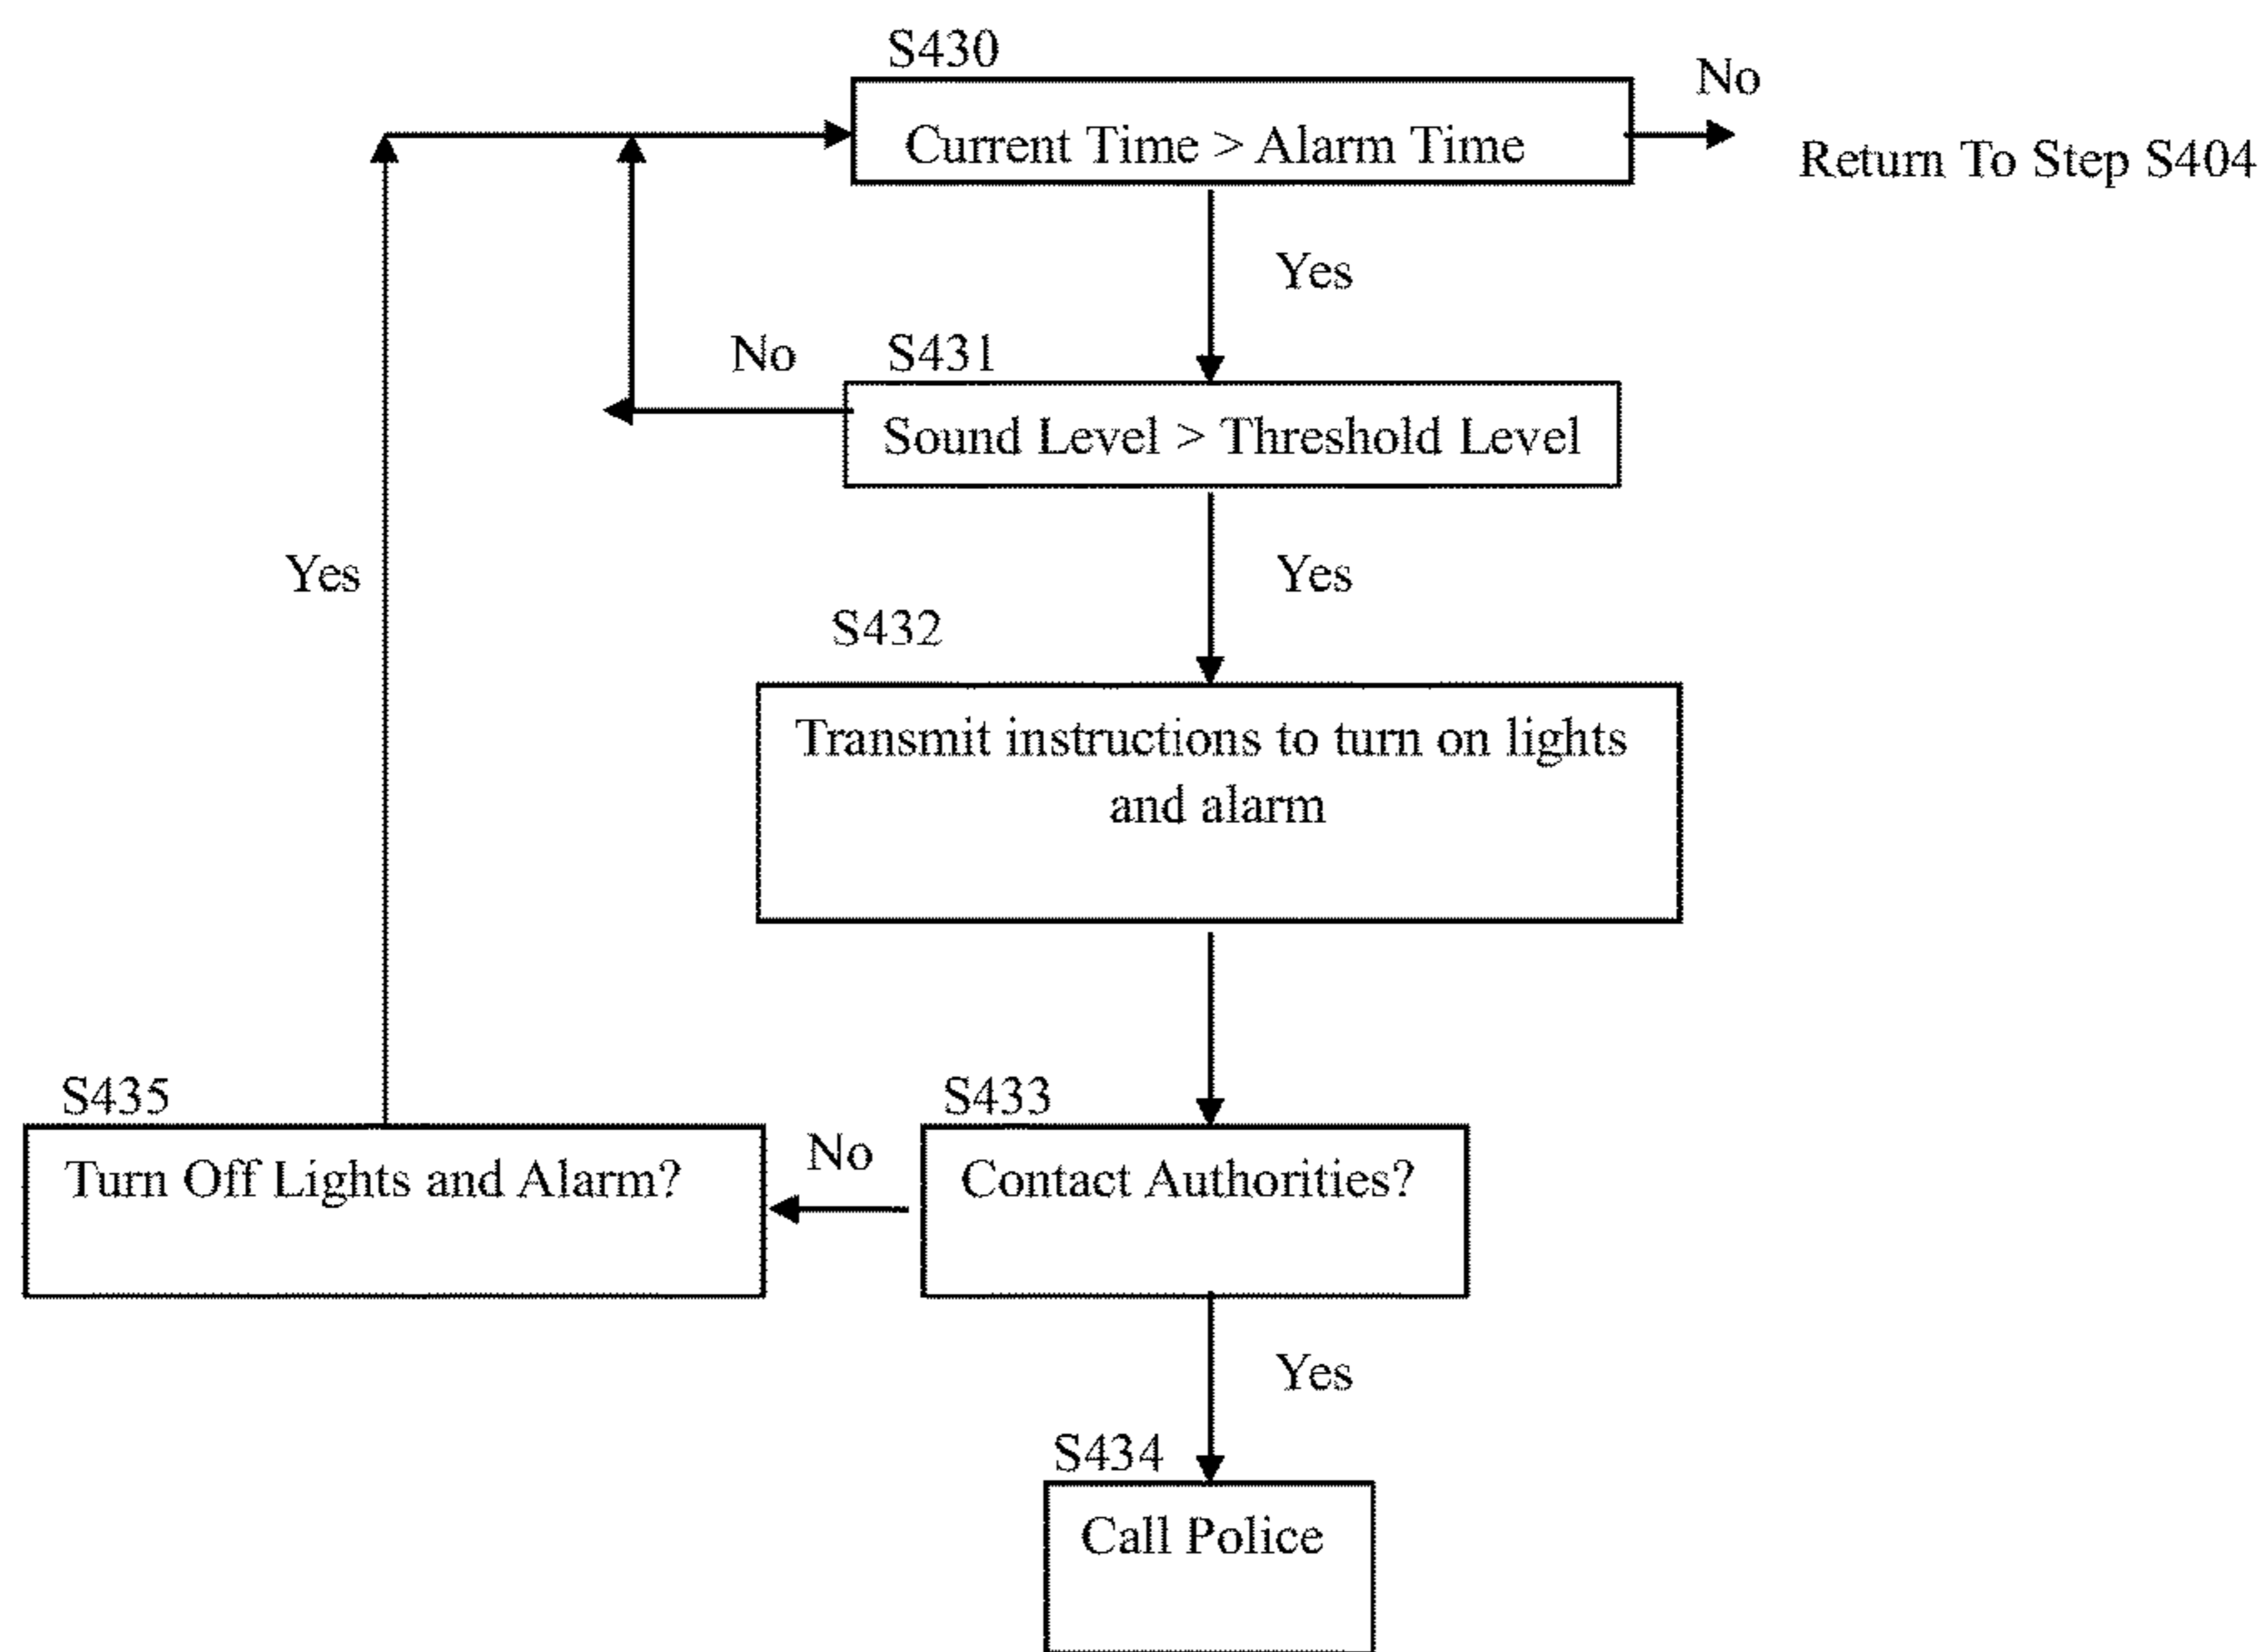 S430
No
Current Time > Alarm Time
Return To Step S404
Yes
No
S431
Sound Level > Threshold Level
Yes
Yes
S432
Transmit instructions to turn on lights
and alarm
S435
S433
Turn Off Lights and Alarm?
No
Contact Authorities?
Yes
S434
Call Police